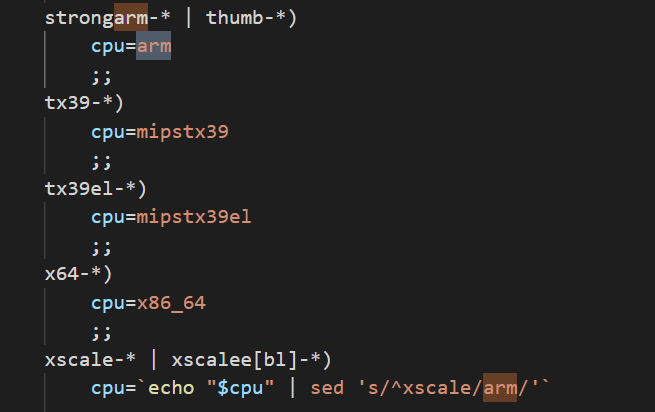 strongarm-* | thumb-*)
    cpu=arm
    ;;
tx39-*)
    cpu=mipstx39
    ;;
tx39el-*)
    cpu=mipstx39el
    ;;
x64-*)
    cpu=x86_64
    ;;
xscale-* | xscalee[bl]-*)
    cpu=`echo "$cpu" | sed 's/^xscale/arm/'`